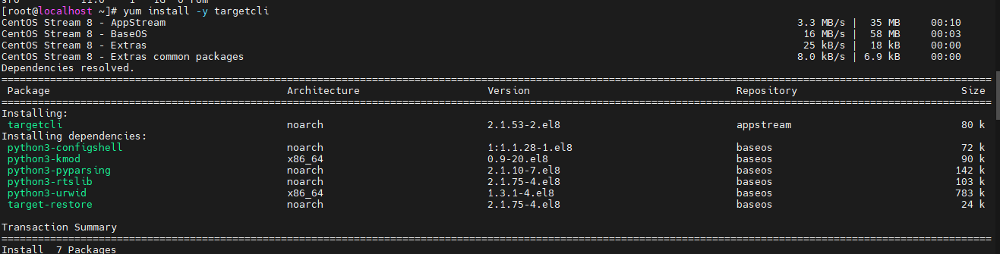 sr0 11.0 1 1G 0 rom
[root@localhost ~]# yum install -y targetcli
CentOS Stream 8 - AppStream 3.3 MB/s | 35 MB 00:10
CentOS Stream 8 - BaseOS 16 MB/s | 58 MB 00:03
CentOS Stream 8 - Extras 25 kB/s | 18 kB 00:00
CentOS Stream 8 - Extras common packages 8.0 kB/s | 6.9 kB 00:00
Dependencies resolved.
Package Architecture Version Repository Size
Installing:
targetcli noarch 2.1.53-2.el8 appstream 80 k
Installing dependencies:
python3-configshell noarch 1:1.1.28-1.el8 baseos 72 k
python3-kmod x86_64 0.9-20.el8 baseos 90 k
python3-pyparsing noarch 2.1.10-7.el8 baseos 142 k
python3-rtslib noarch 2.1.75-4.el8 baseos 103 k
python3-urwid x86_64 1.3.1-4.el8 baseos 783 k
target-restore noarch 2.1.75-4.el8 baseos 24 k
Transaction Summary
Install 7 Packages